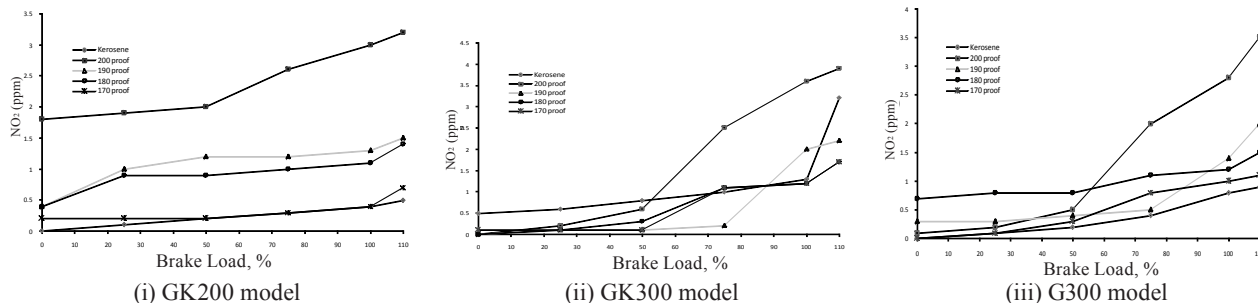 3.5
3
2.5
2
1.5
1
0.5
0
NO2 (ppm)
Kerosene
200 proof
190 proof
180 proof
170 proof
0 20 40 60 80 100 110
Brake Load, %
(i) GK200 model
4.5
4
3.5
3
2.5
2
1.5
1
0.5
0
NO2 (ppm)
Kerosene
200 proof
190 proof
180 proof
170 proof
0 10 20 30 40 50 60 70 80 90 100 110
Brake Load, %
(ii) GK300 model
4
3.5
3
2.5
2
1.5
1
0.5
0
NO2 (ppm)
Kerosene
200 proof
190 proof
180 proof
170 proof
0 10 20 30 40 50 60 70 80 90 100 110
Brake Load, %
(iii) G300 model